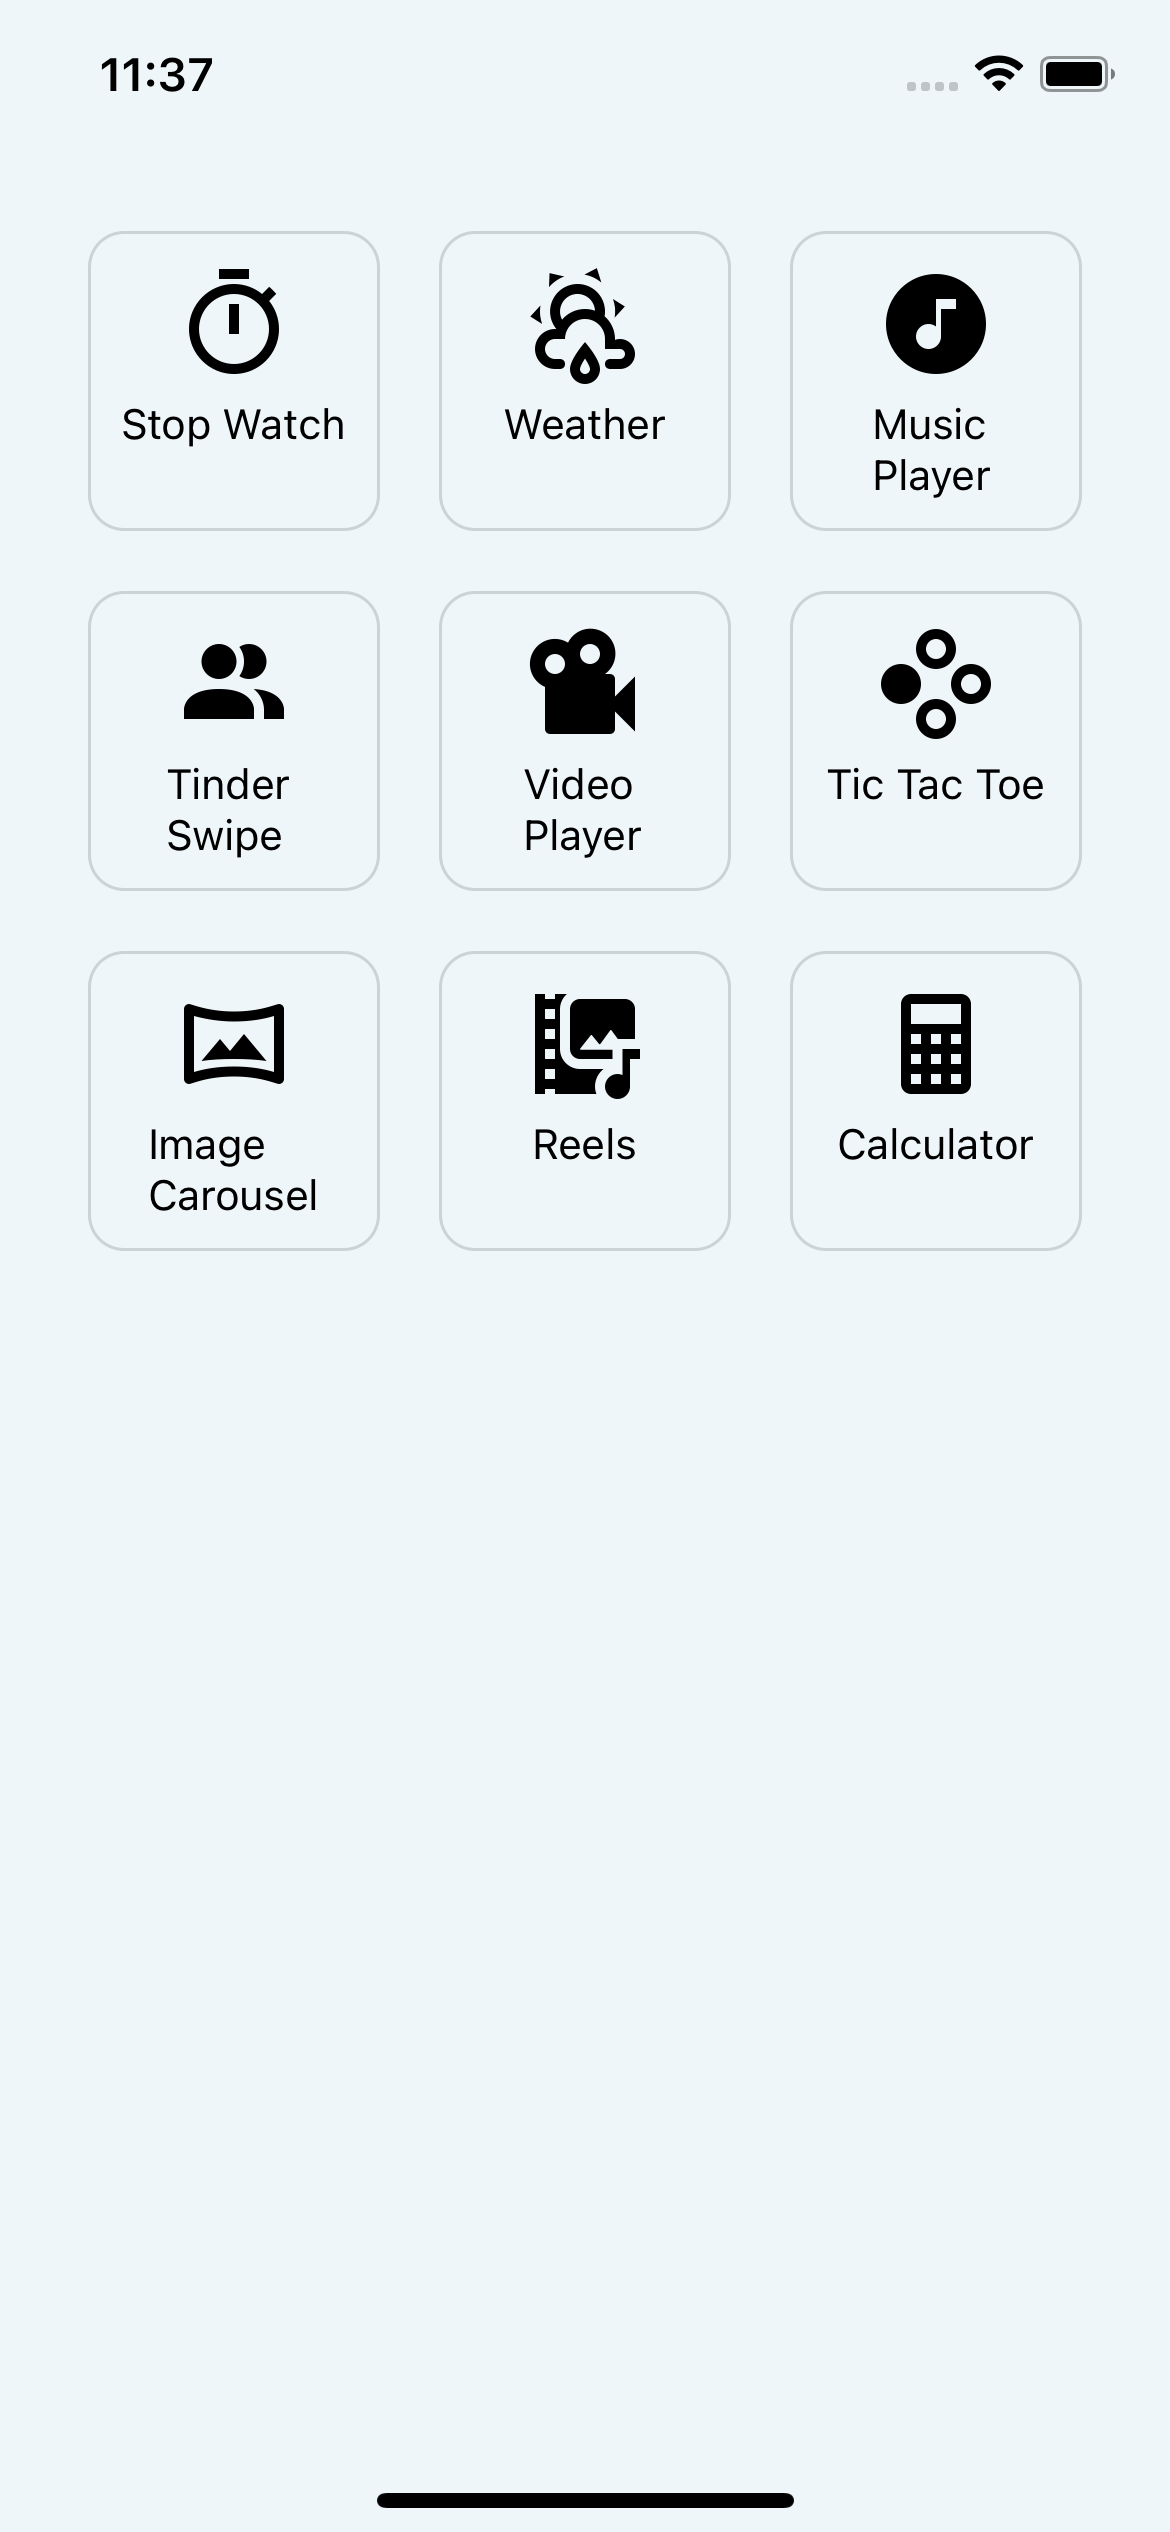 11:37
Stop Watch
Weather
Music
Player
Tinder
Swipe
Video
Player
Tic Tac Toe
Image
Carousel
Reels
Calculator